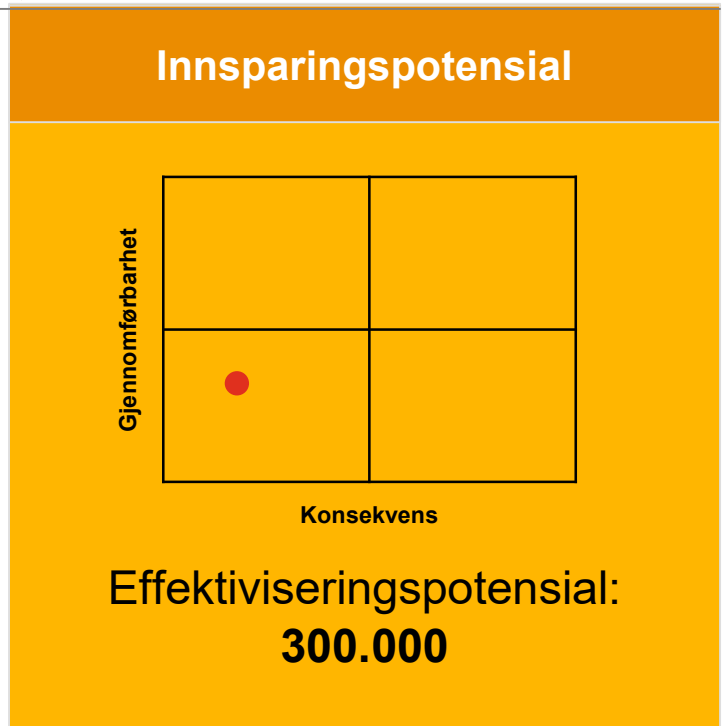 Innsparingspotensial
Gjennomførbarhet
Konsekvens
Effektiviseringspotensial:
300.000